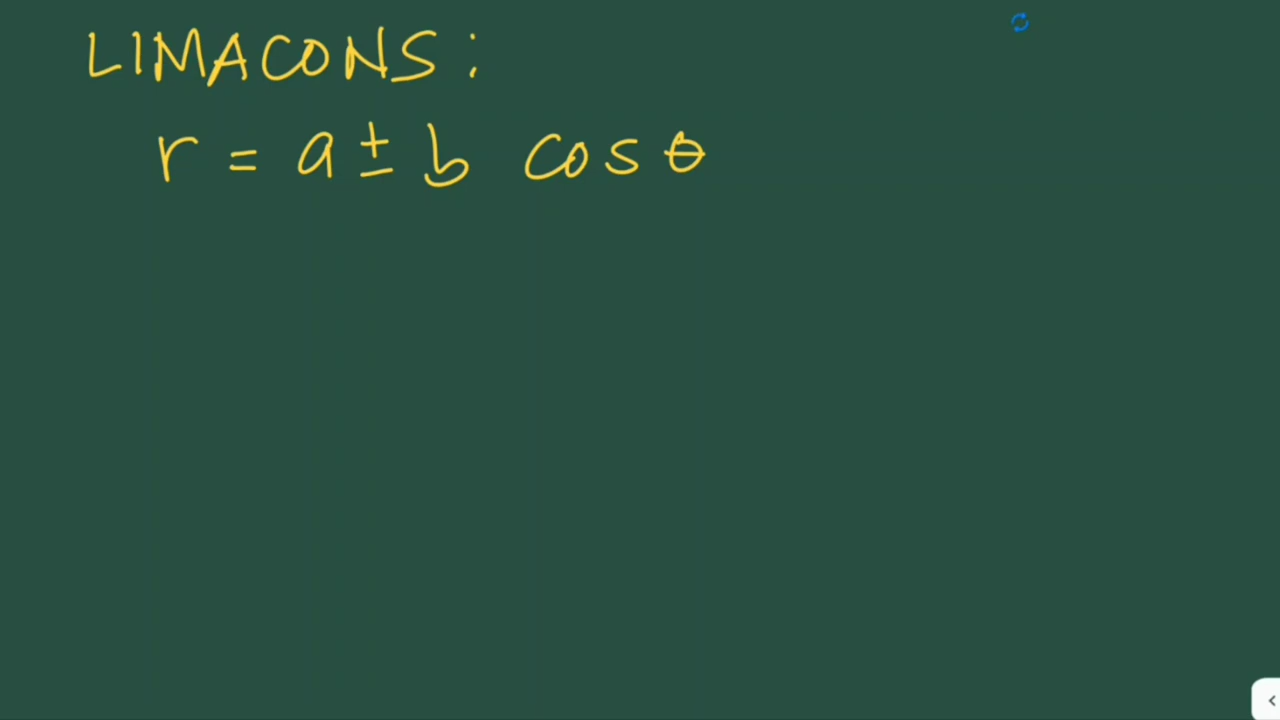 LIMACONS :
r = a ± b cos θ